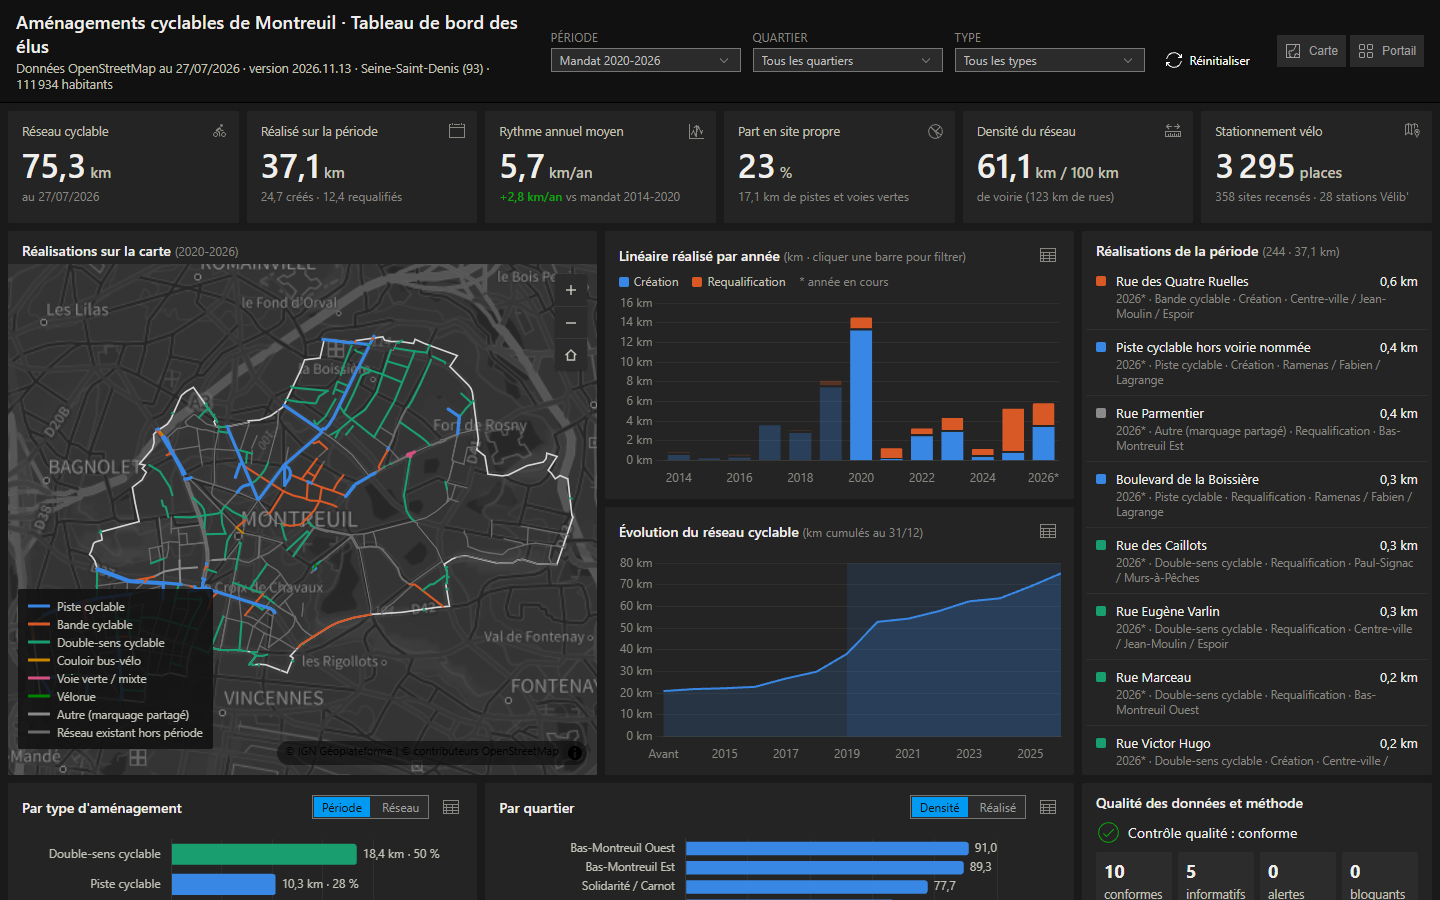 Aménagements cyclables de Montreuil · Tableau de bord des
élus
Données OpenStreetMap au 27/07/2026 · version 2026.11.13 · Seine-Saint-Denis (93) ·
111 934 habitants
PÉRIODE
Mandat 2020-2026
QUARTIER
Tous les quartiers
TYPE
Tous les types
Réinitialiser
Carte
Portail
Réseau cyclable
75,3 km
au 27/07/2026
Réalisé sur la période
37,1 km
24,7 créés · 12,4 requalifiés
Rythme annuel moyen
5,7 km/an
+2,8 km/an vs mandat 2014-2020
Part en site propre
23 %
17,1 km de pistes et voies vertes
Densité du réseau
61,1 km / 100 km
de voirie (123 km de rues)
Stationnement vélo
3 295 places
358 sites recensés · 28 stations Vélib'
Réalisations sur la carte (2020-2026)
ROMAINVILLE
le Bois Pe
Les Lilas
le Fond d'Orval
la Boissière
Fort de Rosny
D20B
BAGNOLET
D38
MONTREUIL
Croix de Chavaux
Val de Fontenay
les Rigollots
VINCENNES
FONTENAY
Mandé
+
−
Piste cyclable
Bande cyclable
Double-sens cyclable
Couloir bus-vélo
Voie verte / mixte
Vélorue
Autre (marquage partagé)
Réseau existant hors période
© IGN Géoplateforme | © contributeurs OpenStreetMap
Linéaire réalisé par année (km · cliquer une barre pour filtrer)
Création
Requalification
* année en cours
16 km
14 km
12 km
10 km
8 km
6 km
4 km
2 km
0 km
2014 2016 2018 2020 2022 2024 2026*
Évolution du réseau cyclable (km cumulés au 31/12)
80 km
70 km
60 km
50 km
40 km
30 km
20 km
10 km
0 km
Avant 2015 2017 2019 2021 2023 2025
Réalisations de la période (244 · 37,1 km)
Rue des Quatre Ruelles 0,6 km
2026* · Bande cyclable · Création · Centre-ville / Jean-
Moulin / Espoir
Piste cyclable hors voirie nommée 0,4 km
2026* · Piste cyclable · Création · Ramenas / Fabien /
Lagrange
Rue Parmentier 0,4 km
2026* · Autre (marquage partagé) · Requalification · Bas-
Montreuil Est
Boulevard de la Boissière 0,3 km
2026* · Piste cyclable · Requalification · Ramenas / Fabien /
Lagrange
Rue des Caillots 0,3 km
2026* · Double-sens cyclable · Requalification · Paul-Signac
/ Murs-à-Pêches
Rue Eugène Varlin 0,3 km
2026* · Double-sens cyclable · Requalification · Centre-ville
/ Jean-Moulin / Espoir
Rue Marceau 0,2 km
2026* · Double-sens cyclable · Requalification · Bas-
Montreuil Ouest
Rue Victor Hugo 0,2 km
2026* · Double-sens cyclable · Création · Centre-ville /
Par type d'aménagement
Période
Réseau
Double-sens cyclable 18,4 km · 50 %
Piste cyclable 10,3 km · 28 %
Par quartier
Densité
Réalisé
Bas-Montreuil Ouest 91,0
Bas-Montreuil Est 89,3
Solidarité / Carnot 77,7
Qualité des données et méthode
Contrôle qualité : conforme
10 5 0 0
conformes informatifs alertes bloquants